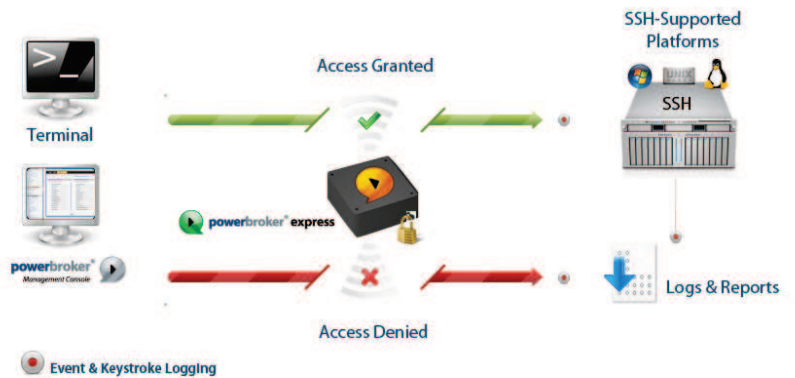 SSH-Supported
Platforms
Access Granted
>_
UNIX
SSH
Terminal
powerbroker® express
powerbroker®
Management Console
Logs & Reports
Access Denied
Event & Keystroke Logging